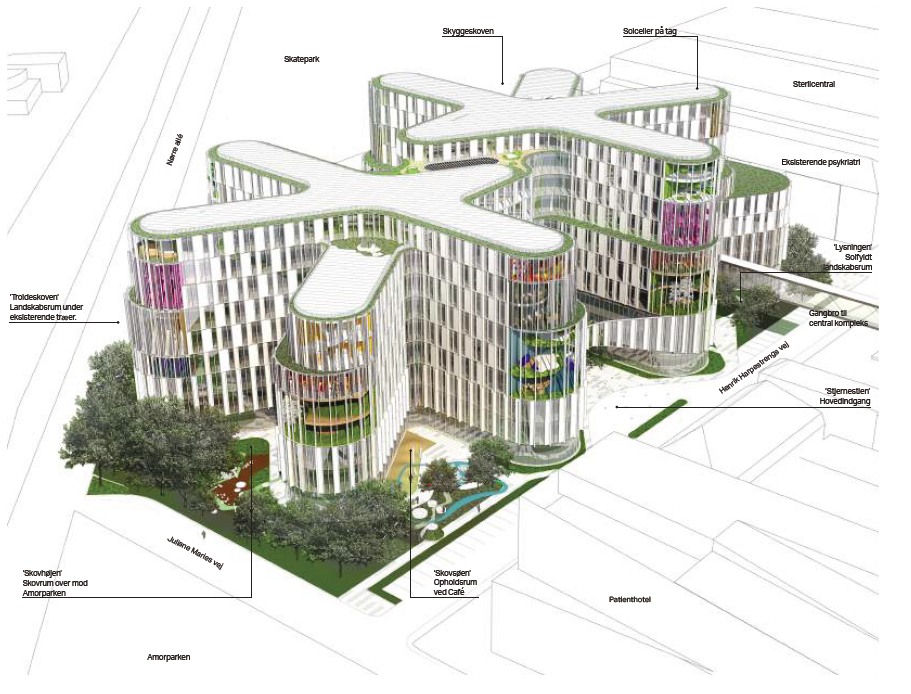 Skyggeskoven
Solceller på tag
Skatepark
Sterilcentral
Nørre allé
Eksisterende psykiatri
'Lysningen'
Solfyldt
landskabsrum
'Troldeskoven'
Landskabsrum under
eksisterende træer.
Gangbro til
central kompleks
Henrik Harpestrengs vej
'Stjernestien'
Hovedindgang
Juliane Maries vej
'Skovhøjen'
Skovrum over mod
Amorparken
'Skovsøen'
Opholdsrum
ved Café
Patienthotel
Amorparken